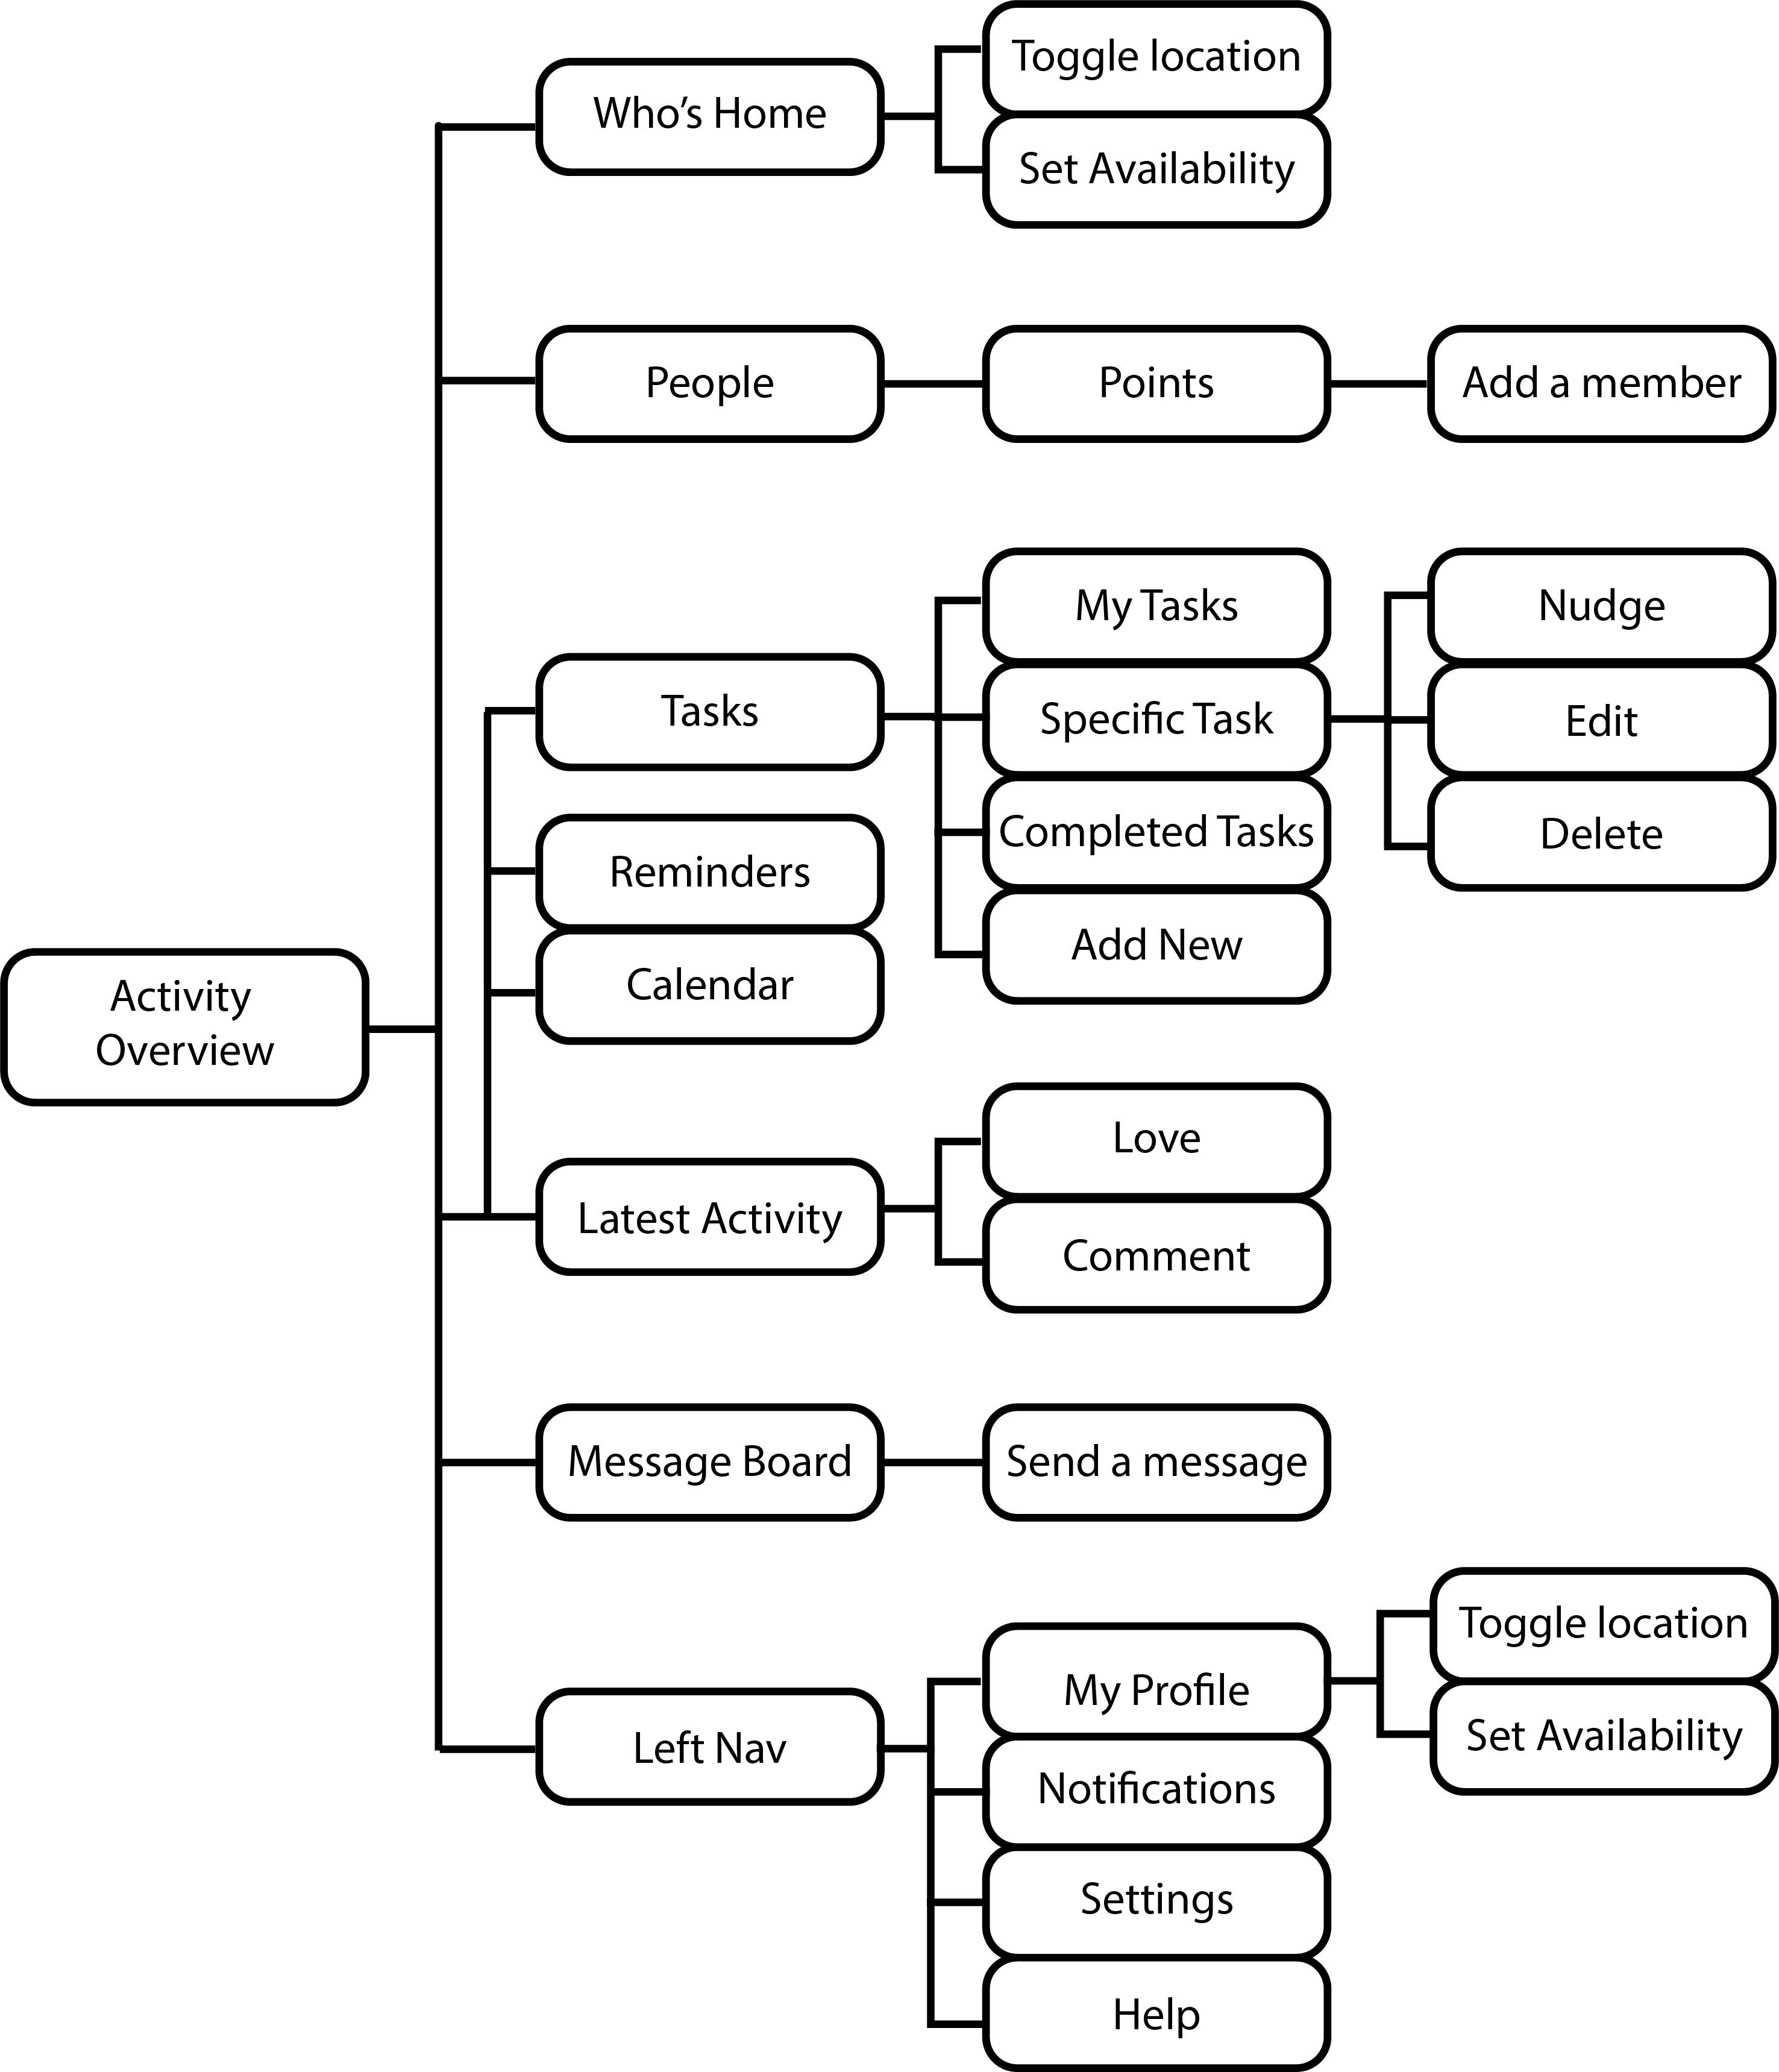 Activity
Overview
Who’s Home
Toggle location
Set Availability
People
Points
Add a member
Tasks
My Tasks
Specific Task
Nudge
Edit
Delete
Completed Tasks
Add New
Reminders
Calendar
Latest Activity
Love
Comment
Message Board
Send a message
Left Nav
My Profile
Toggle location
Set Availability
Notifications
Settings
Help